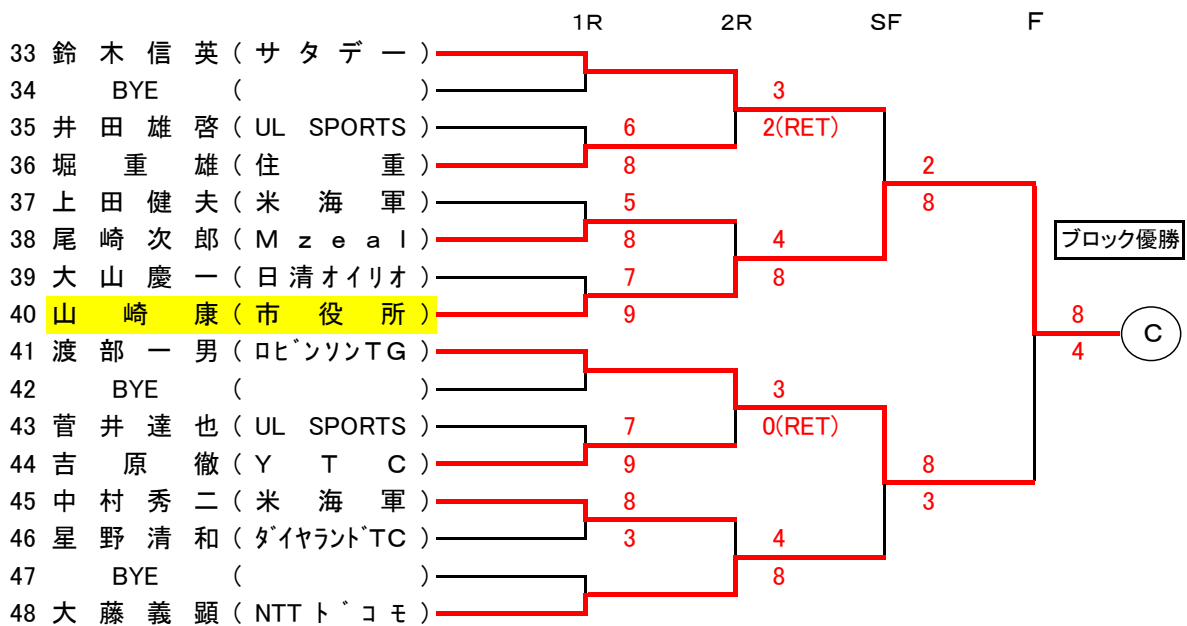 1R 2R SF F
33 鈴木信英(サタデー)
34 BYE ( ) 3
35 井田雄啓(UL SPORTS) 6 2(RET)
36 堀重雄(住重) 8 2
37 上田健夫(米海軍) 5 8
38 尾崎次郎(Mzeal) 8 4 ブロック優勝
39 大山慶一(日清オイリオ) 7 8
40 山崎康(市役所) 9 8 C
41 渡部一男(ロビンソンTG) 4
42 BYE ( ) 3
43 菅井達也(UL SPORTS) 7 0(RET)
44 吉原徹(YTC) 9 8
45 中村秀二(米海軍) 8 3
46 星野清和(ダイヤランドTC) 3 4
47 BYE ( ) 8
48 大藤義顕(NTTドコモ)